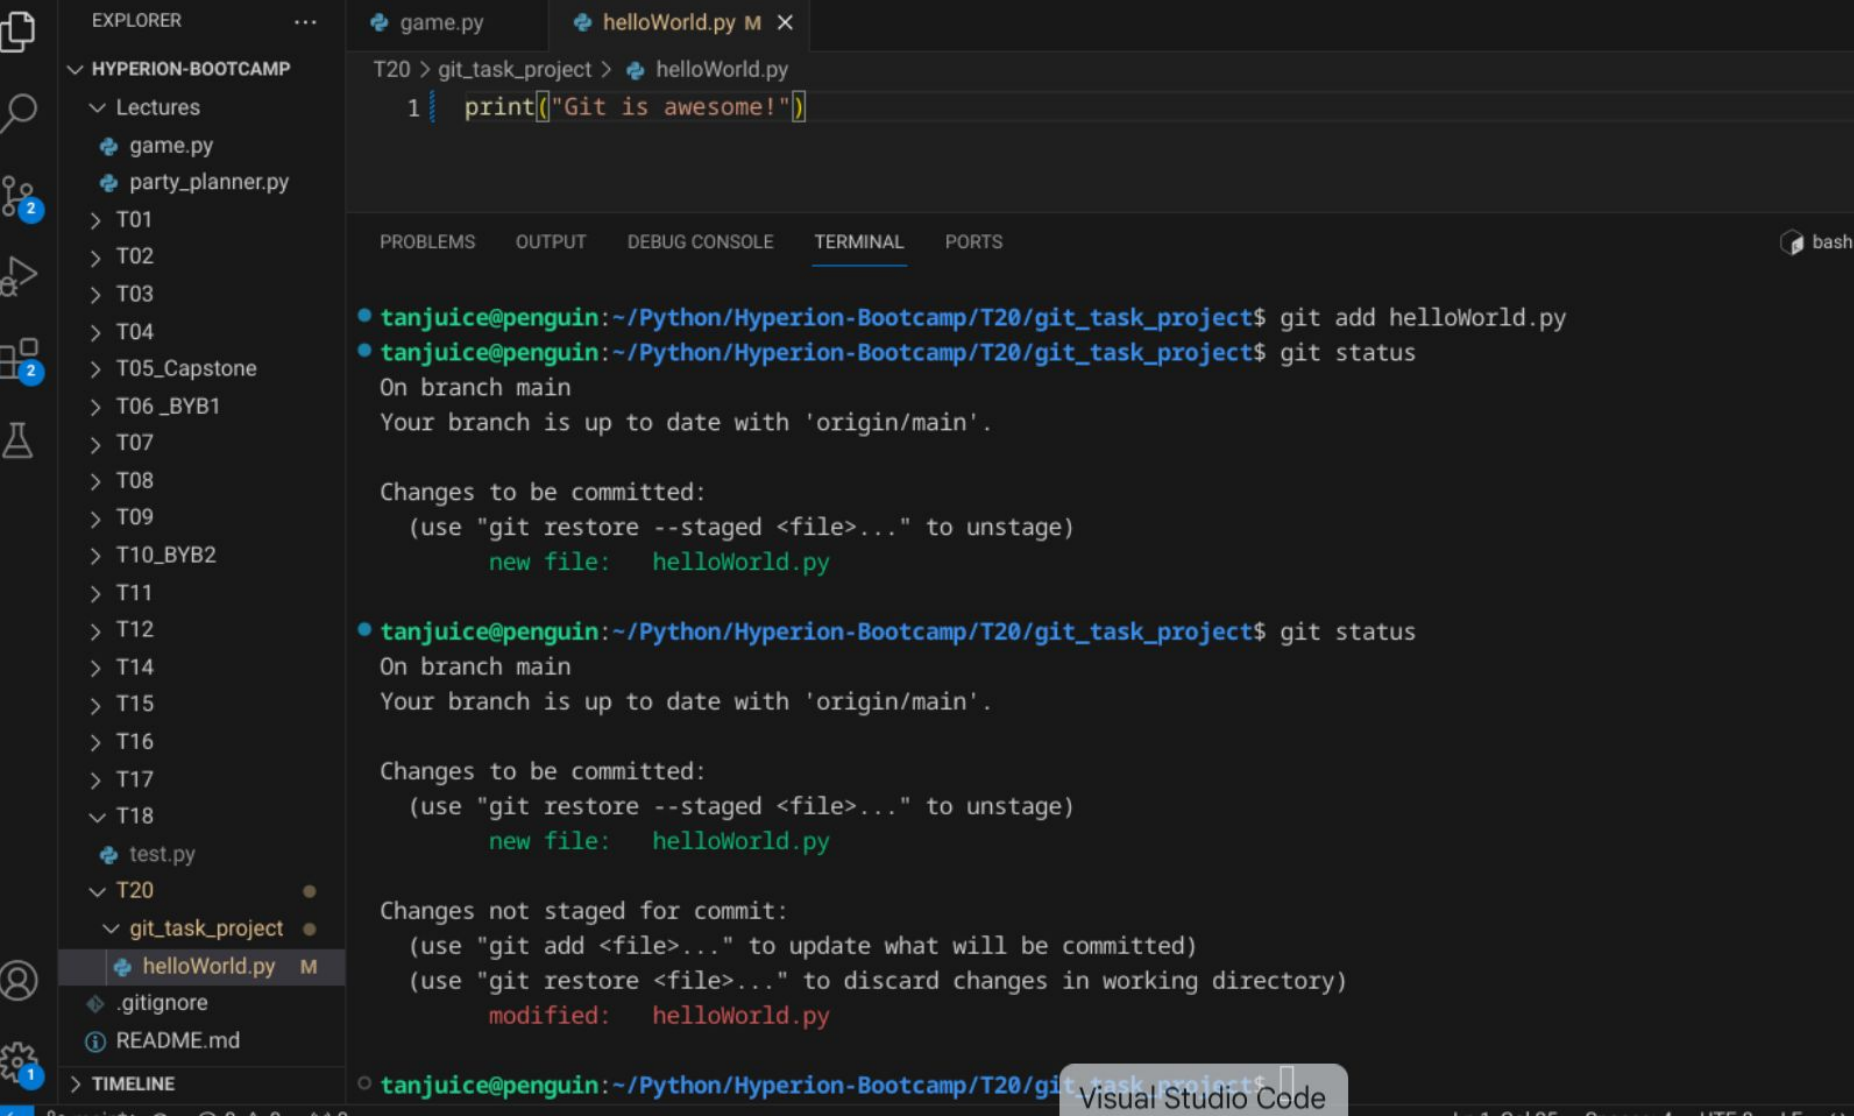 EXPLORER
HYPERION-BOOTCAMP
Lectures
game.py
party_planner.py
T01
T02
T03
T04
T05_Capstone
T06 _BYB1
T07
T08
T09
T10_BYB2
T11
T12
T14
T15
T16
T17
T18
test.py
T20
git_task_project
helloWorld.py M
.gitignore
README.md
TIMELINE
2
2
1
game.py
helloWorld.py M
T20 > git_task_project > helloWorld.py
1 print("Git is awesome!")
PROBLEMS OUTPUT DEBUG CONSOLE TERMINAL PORTS
bash
tanjuice@penguin:~/Python/Hyperion-Bootcamp/T20/git_task_project$ git add helloWorld.py
tanjuice@penguin:~/Python/Hyperion-Bootcamp/T20/git_task_project$ git status
On branch main
Your branch is up to date with 'origin/main'.
Changes to be committed:
(use "git restore --staged <file>..." to unstage)
new file: helloWorld.py
tanjuice@penguin:~/Python/Hyperion-Bootcamp/T20/git_task_project$ git status
On branch main
Your branch is up to date with 'origin/main'.
Changes to be committed:
(use "git restore --staged <file>..." to unstage)
new file: helloWorld.py
Changes not staged for commit:
(use "git add <file>..." to update what will be committed)
(use "git restore <file>..." to discard changes in working directory)
modified: helloWorld.py
tanjuice@penguin:~/Python/Hyperion-Bootcamp/T20/git_task_project$
Visual Studio Code